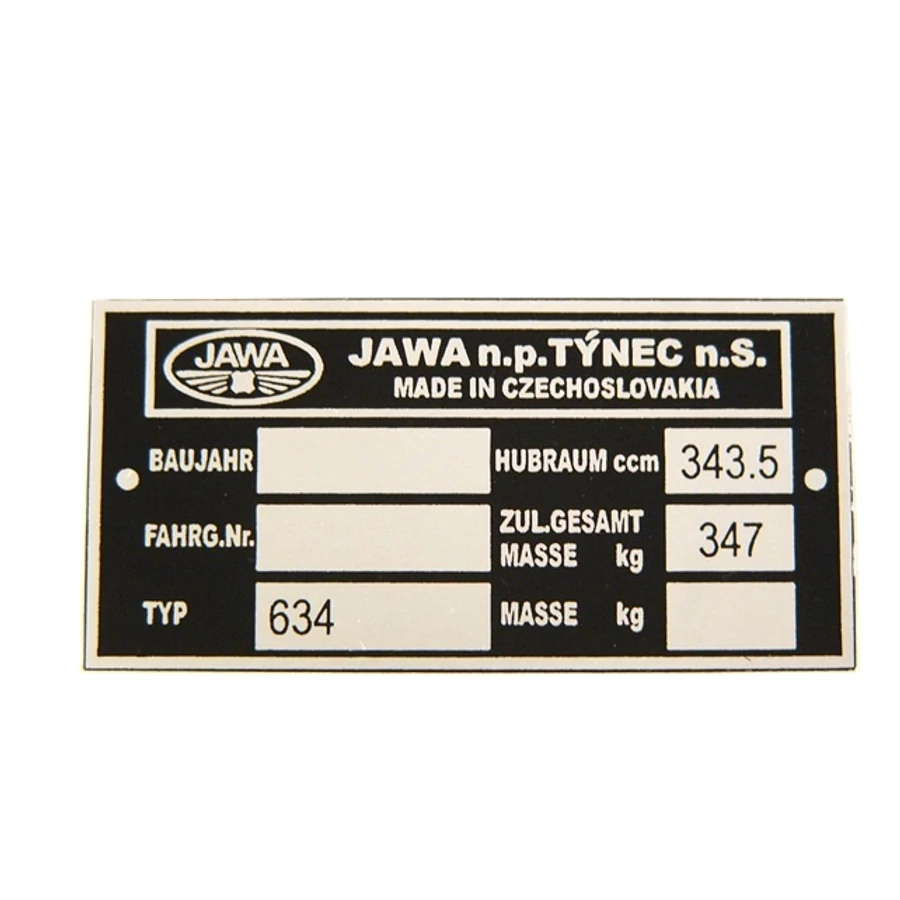 JAWA
JAWA n.p.TÝNEC n.S.
MADE IN CZECHOSLOVAKIA
BAUJAHR
HUBRAUM ccm 343.5
FAHRG.Nr.
ZUL.GESAMT
MASSE kg 347
TYP 634
MASSE kg